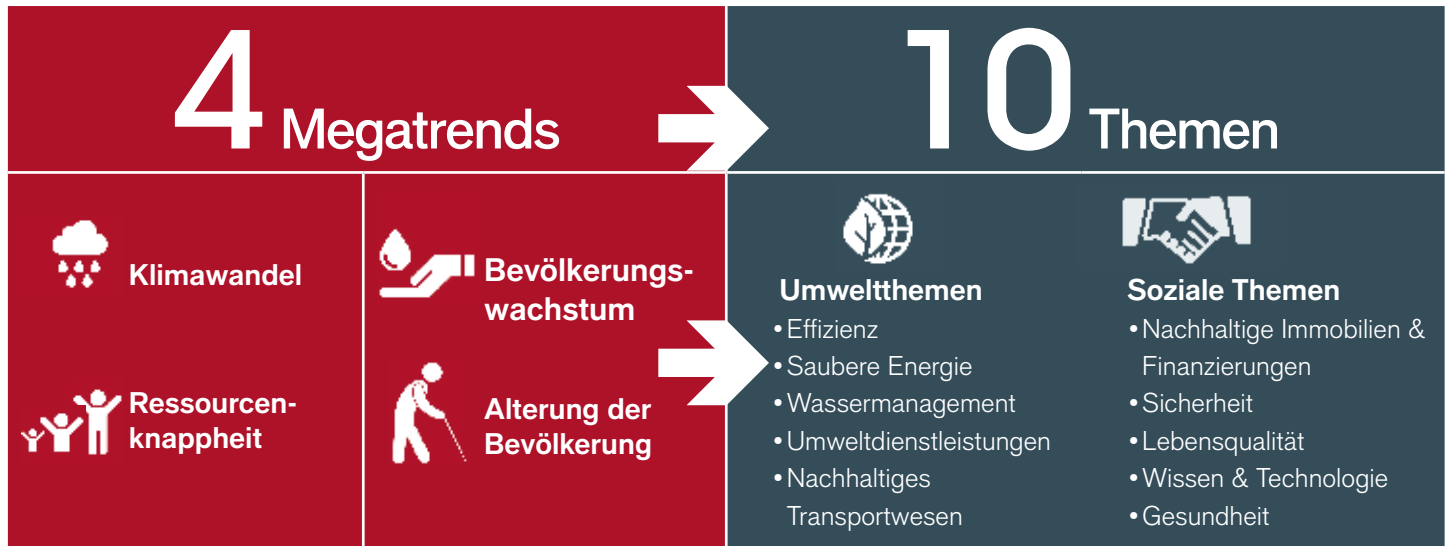 4 Megatrends
10 Themen
Klimawandel
Ressourcen-
knappheit
Bevölkerungs-
wachstum
Alterung der
Bevölkerung
Umweltthemen
• Effizienz
• Saubere Energie
• Wassermanagement
• Umweltdienstleistungen
• Nachhaltiges
Transportwesen
Soziale Themen
• Nachhaltige Immobilien &
Finanzierungen
• Sicherheit
• Lebensqualität
• Wissen & Technologie
• Gesundheit